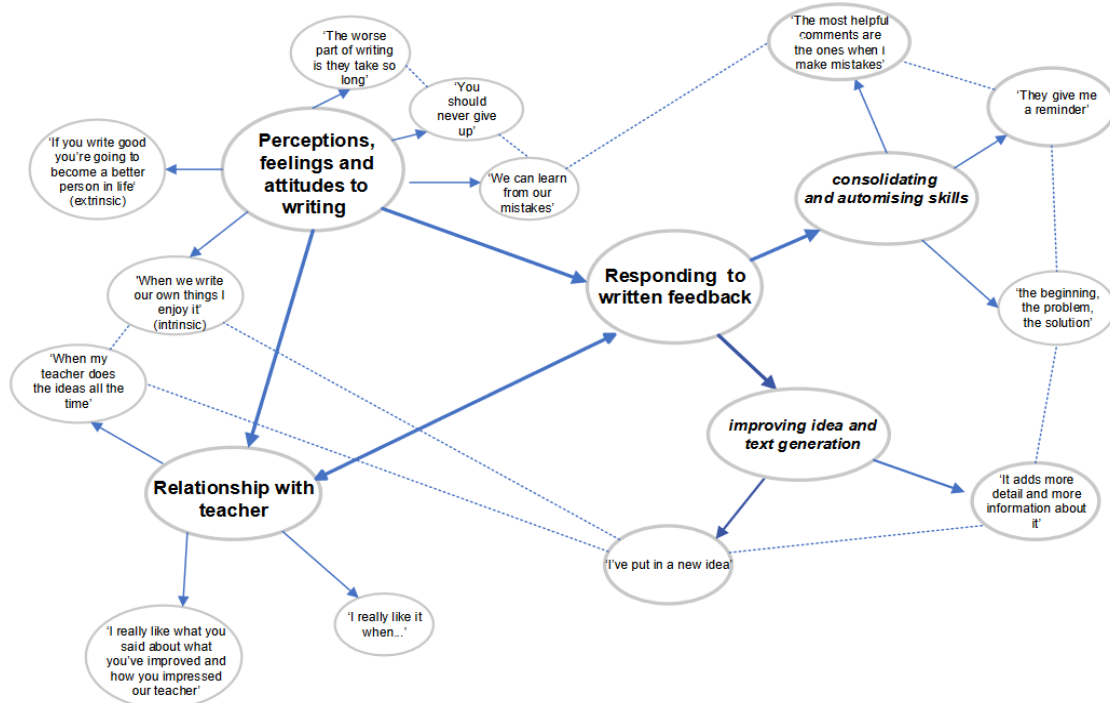 ‘The worse
part of writing
is they take so
long’
‘You
should
never give
up’
‘We can learn
from our
mistakes’
‘If you write good
you’re going to
become a better
person in life’
(extrinsic)
Perceptions,
feelings and
attitudes to
writing
‘When we write
our own things I
enjoy it’
(intrinsic)
‘When my
teacher does
the ideas all the
time’
Relationship with
teacher
‘I really like what you
said about what
you’ve improved and
how you impressed
our teacher’
‘I really like it
when...’
Responding to
written feedback
‘The most helpful
comments are
the ones when i
make mistakes’
‘They give me
a reminder’
consolidating
and automising skills
‘the beginning,
the problem,
the solution’
improving idea and
text generation
‘It adds more
detail and more
information about
it’
‘I’ve put in a new idea’